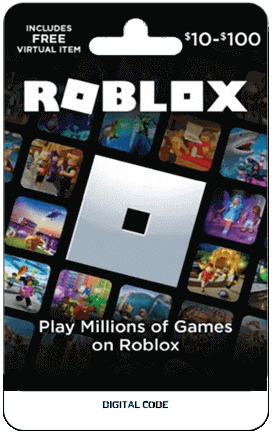 INCLUDES
FREE
VIRTUAL ITEM
$10-$100
ROBLOX
Play Millions of Games
on Roblox
DIGITAL CODE